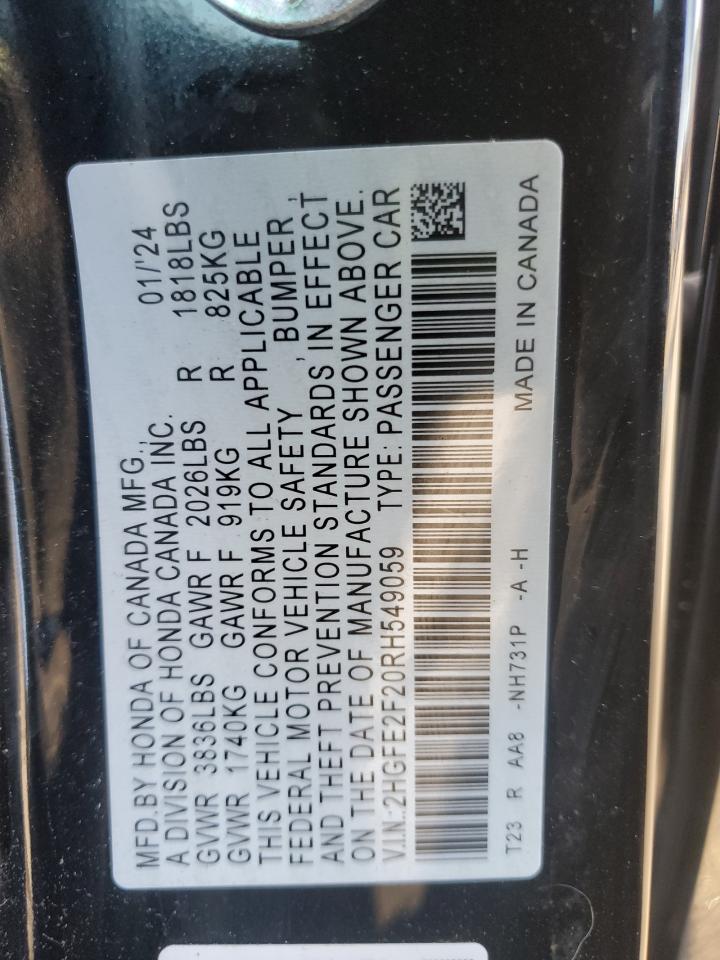 MFD.BY HONDA OF CANADA MFG., 01/'24
A DIVISION OF HONDA CANADA INC.
GVWR 3836LBS GAWR F 2026LBS R 1818LBS
GVWR 1740KG GAWR F 919KG R 825KG
THIS VEHICLE CONFORMS TO ALL APPLICABLE
FEDERAL MOTOR VEHICLE SAFETY , BUMPER ,
AND THEFT PREVENTION STANDARDS IN EFFECT
ON THE DATE OF MANUFACTURE SHOWN ABOVE.
V.I.N.:2HGFE2F20RH549059 TYPE: PASSENGER CAR
T23 R AA8 -NH731P -A -H MADE IN CANADA